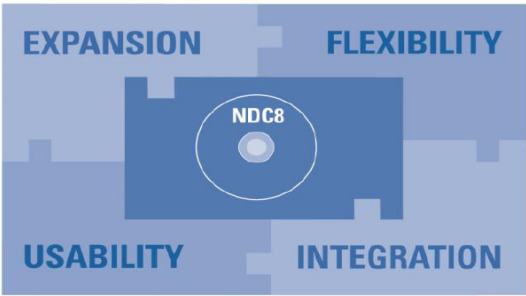 EXPANSION
FLEXIBILITY
NDC8
USABILITY
INTEGRATION